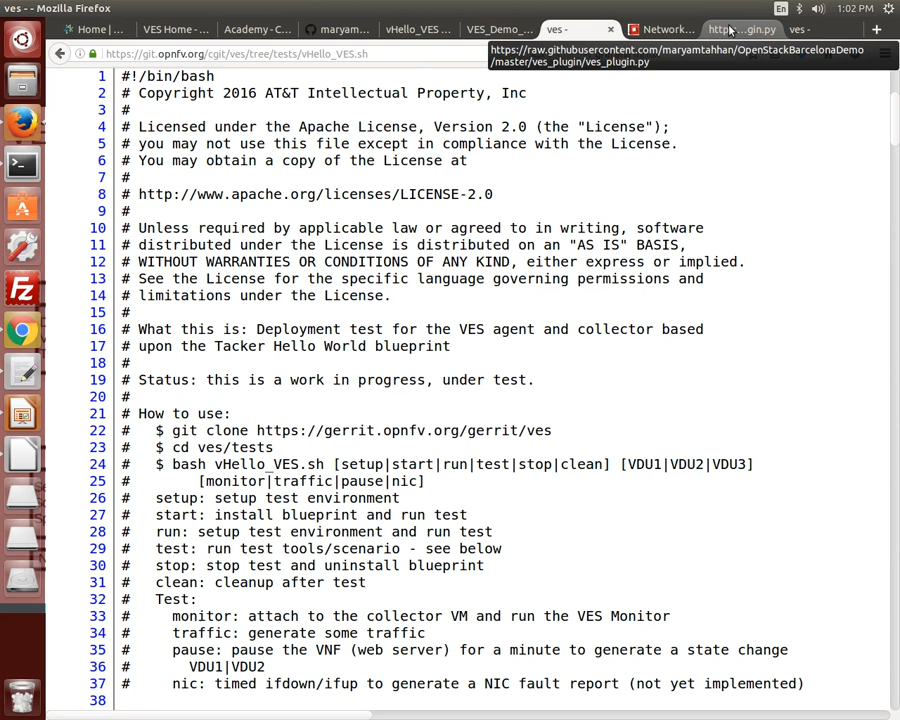 ves - Mozilla Firefox
En
1:02 PM
Home |...
VES Home -...
Academy - C...
maryam...
vHello_VES ...
VES_Demo_...
ves -
Network...
http...gin.py
ves -
https://git.opnfv.org/cgit/ves/tree/tests/vHello_VES.sh
https://raw.githubusercontent.com/maryamtahhan/OpenStackBarcelonaDemo
/master/ves_plugin/ves_plugin.py
1 #!/bin/bash
2 # Copyright 2016 AT&T Intellectual Property, Inc
3 #
4 # Licensed under the Apache License, Version 2.0 (the "License");
5 # you may not use this file except in compliance with the License.
6 # You may obtain a copy of the License at
7 #
8 # http://www.apache.org/licenses/LICENSE-2.0
9 #
10 # Unless required by applicable law or agreed to in writing, software
11 # distributed under the License is distributed on an "AS IS" BASIS,
12 # WITHOUT WARRANTIES OR CONDITIONS OF ANY KIND, either express or implied.
13 # See the License for the specific language governing permissions and
14 # limitations under the License.
15 #
16 # What this is: Deployment test for the VES agent and collector based
17 # upon the Tacker Hello World blueprint
18 #
19 # Status: this is a work in progress, under test.
20 #
21 # How to use:
22 #   $ git clone https://gerrit.opnfv.org/gerrit/ves
23 #   $ cd ves/tests
24 #   $ bash vHello_VES.sh [setup|start|run|test|stop|clean] [VDU1|VDU2|VDU3]
25 #        [monitor|traffic|pause|nic]
26 #   setup: setup test environment
27 #   start: install blueprint and run test
28 #   run: setup test environment and run test
29 #   test: run test tools/scenario - see below
30 #   stop: stop test and uninstall blueprint
31 #   clean: cleanup after test
32 #   Test:
33 #     monitor: attach to the collector VM and run the VES Monitor
34 #     traffic: generate some traffic
35 #     pause: pause the VNF (web server) for a minute to generate a state change
36 #       VDU1|VDU2
37 #     nic: timed ifdown/ifup to generate a NIC fault report (not yet implemented)
38